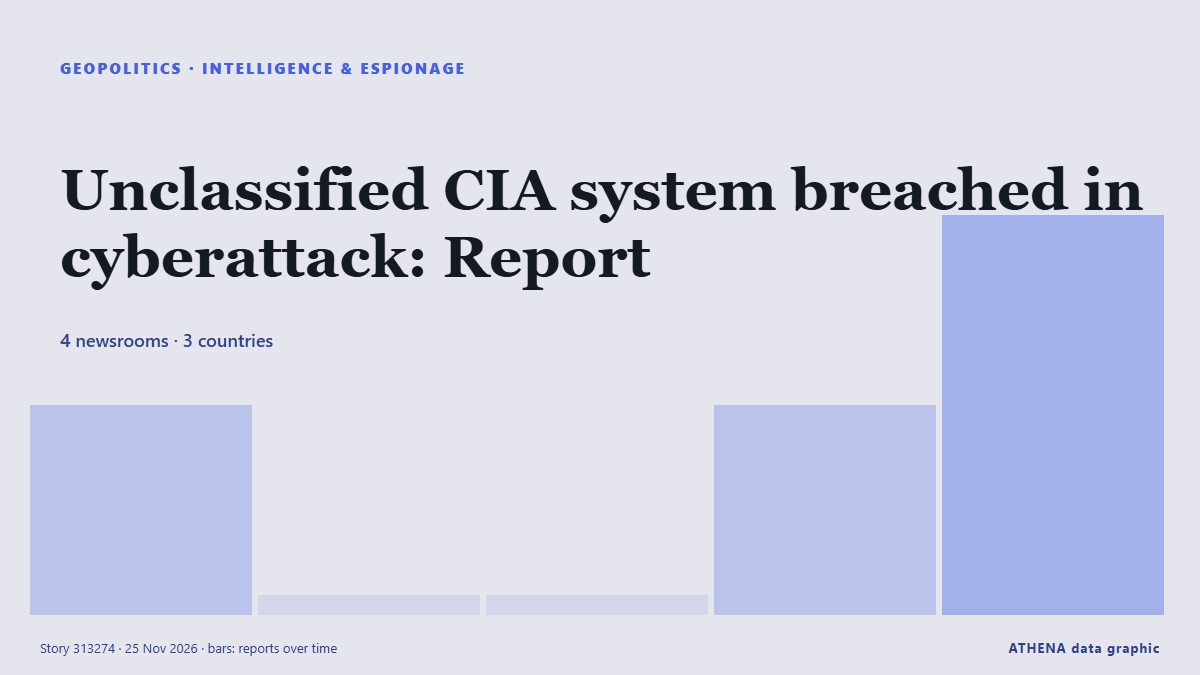 GEOPOLITICS · INTELLIGENCE & ESPIONAGE
Unclassified CIA system breached in
cyberattack: Report
4 newsrooms · 3 countries
Story 313274 · 25 Nov 2026 · bars: reports over time
ATHENA data graphic